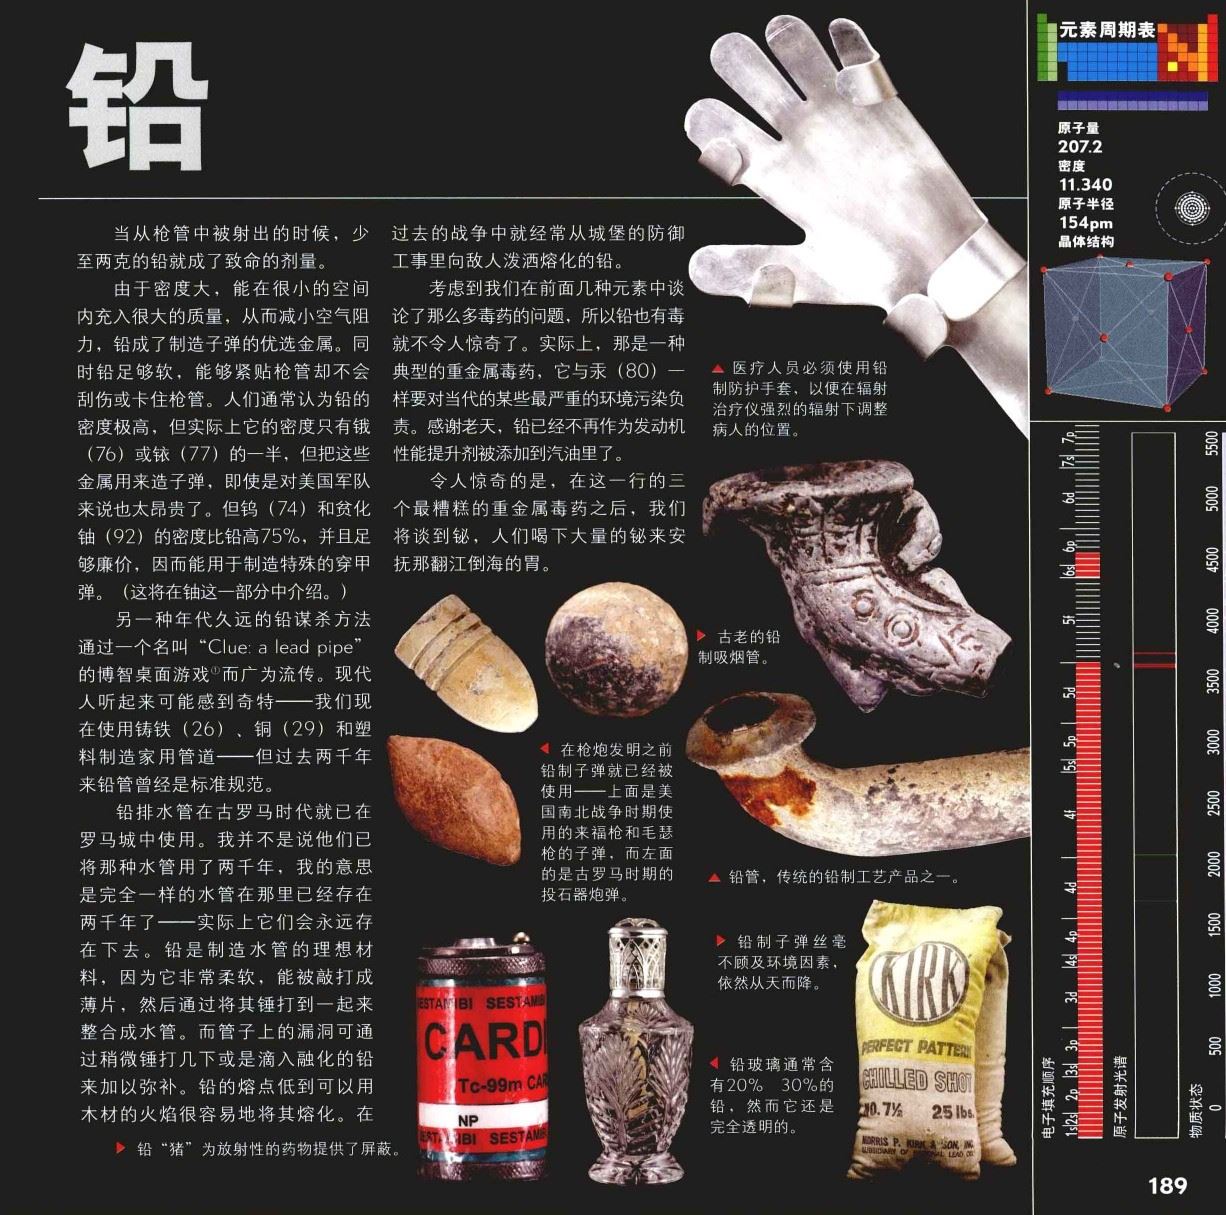 铅
当从枪管中被射出的时候，少
至两克的铅就成了致命的剂量。
由于密度大，能在很小的空间
内充入很大的质量，从而减小空气阻
力，铅成了制造子弹的优选金属。同
时铅足够软，能够紧贴枪管却不会
刮伤或卡住枪管。人们通常认为铅的
密度极高，但实际上它的密度只有锇
（76）或铱（77）的一半，但把这些
金属用来造子弹，即使是对美国军队
来说也太昂贵了。但钨（74）和贫化
铀（92）的密度比铅高75%，并且足
够廉价，因而能用于制造特殊的穿甲
弹。（这将在铀这一部分中介绍。）
另一种年代久远的铅谋杀方法
通过一个名叫“Clue: a lead pipe”
的博智桌面游戏①而广为流传。现代
人听起来可能感到奇特——我们现
在使用铸铁（26）、铜（29）和塑
料制造家用管道——但过去两千年
来铅管曾经是标准规范。
铅排水管在古罗马时代就已在
罗马城中使用。我并不是说他们已
将那种水管用了两千年，我的意思
是完全一样的水管在那里已经存在
两千年了——实际上它们会永远存
在下去。铅是制造水管的理想材
料，因为它非常柔软，能被敲打成
薄片，然后通过将其锤打到一起来
整合成水管。而管子上的漏洞可通
过稍微锤打几下或是滴入融化的铅
来加以弥补。铅的熔点低到可以用
木材的火焰很容易地将其熔化。在
过去的战争中就经常从城堡的防御
工事里向敌人泼洒熔化的铅。
考虑到我们在前面几种元素中谈
论了那么多毒药的问题，所以铅也有毒
就不令人惊奇了。实际上，那是一种
典型的重金属毒药，它与汞（80）一
样要对当代的某些最严重的环境污染负
责。感谢老天，铅已经不再作为发动机
性能提升剂被添加到汽油里了。
令人惊奇的是，在这一行的三
个最糟糕的重金属毒药之后，我们
将谈到铋，人们喝下大量的铋来安
抚那翻江倒海的胃。
▲ 医疗人员必须使用铅
制防护手套，以便在辐射
治疗仪强烈的辐射下调整
病人的位置。
▶ 古老的铅
制吸烟管。
◀ 在枪炮发明之前
铅制子弹就已经被
使用——上面是美
国南北战争时期使
用的来福枪和毛瑟
枪的子弹，而左面
的是古罗马时期的
投石器炮弹。
▲ 铅管，传统的铅制工艺产品之一。
▶ 铅制子弹丝毫
不顾及环境因素，
依然从天而降。
◀ 铅玻璃通常含
有20% 30%的
铅，然而它还是
完全透明的。
▶ 铅“猪”为放射性的药物提供了屏蔽。
ESTAMIBI SESTAMIBI
CARDI
Tc-99m CAR
NP
SESTAMIBI
KIRK
PERFECT PATTERN
CHILLED SHOT
NO. 7½ 25 lbs.
NORRIS P. KIRK & SON, INC.
SUBSIDIARY OF NATIONAL LEAD CO.
元素周期表
原子量
207.2
密度
11.340
原子半径
154pm
晶体结构
电子填充顺序
1s 2s 2p 3s 3p 3d 4s 4p 4d 4f 5s 5p 5d 5f 6s 6p 6d 7s 7p
原子发射光谱
物质状态
0 500 1000 1500 2000 2500 3000 3500 4000 4500 5000 5500
189